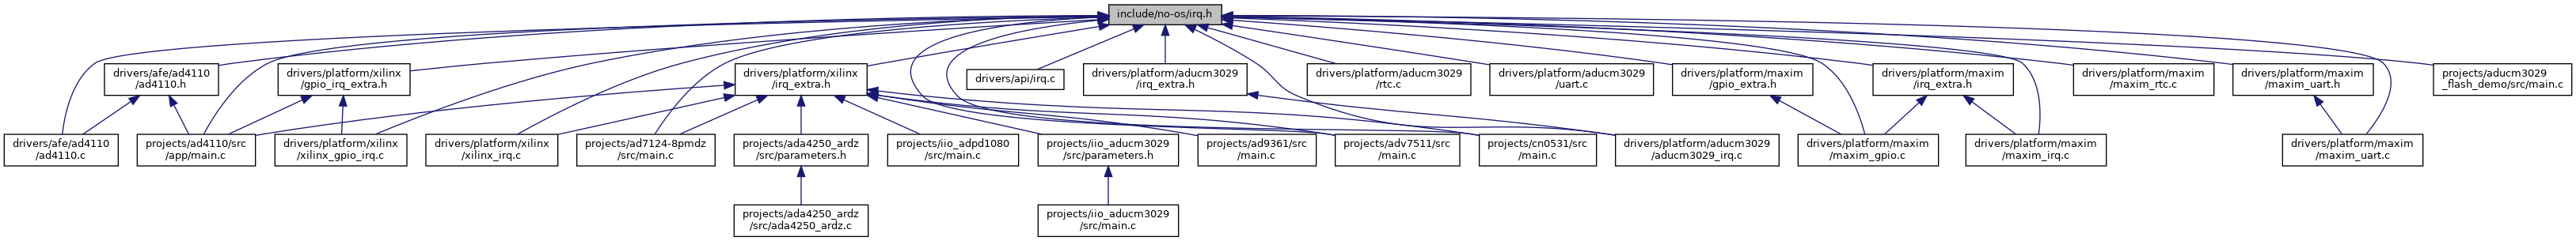 include/no-os/irq.h
drivers/afe/ad4110
/ad4110.h
drivers/platform/xilinx
/gpio_irq_extra.h
drivers/platform/xilinx
/irq_extra.h
drivers/api/irq.c
drivers/platform/aducm3029
/irq_extra.h
drivers/platform/aducm3029
/rtc.c
drivers/platform/aducm3029
/uart.c
drivers/platform/maxim
/gpio_extra.h
drivers/platform/maxim
/irq_extra.h
drivers/platform/maxim
/maxim_rtc.c
drivers/platform/maxim
/maxim_uart.h
projects/aducm3029
_flash_demo/src/main.c
drivers/afe/ad4110
/ad4110.c
projects/ad4110/src
/app/main.c
drivers/platform/xilinx
/xilinx_gpio_irq.c
drivers/platform/xilinx
/xilinx_irq.c
projects/ad7124-8pmdz
/src/main.c
projects/ada4250_ardz
/src/parameters.h
projects/iio_adpd1080
/src/main.c
projects/iio_aducm3029
/src/parameters.h
projects/ad9361/src
/main.c
projects/adv7511/src
/main.c
projects/cn0531/src
/main.c
drivers/platform/aducm3029
/aducm3029_irq.c
drivers/platform/maxim
/maxim_gpio.c
drivers/platform/maxim
/maxim_irq.c
drivers/platform/maxim
/maxim_uart.c
projects/ada4250_ardz
/src/ada4250_ardz.c
projects/iio_aducm3029
/src/main.c